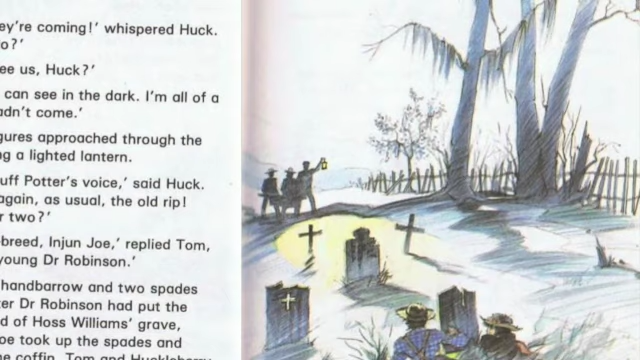 ey're coming!' whispered Huck.
o?'
ee us, Huck?'
can see in the dark. I'm all of a
adn't come.'
gures approached through the
ng a lighted lantern.
uff Potter's voice,' said Huck.
again, as usual, the old rip!
r two?'
ebreed, Injun Joe,' replied Tom,
young Dr Robinson.'
handbarrow and two spades
ter Dr Robinson had put the
d of Hoss Williams' grave,
oe took up the spades and
he coffin. Tom and Huckleberry